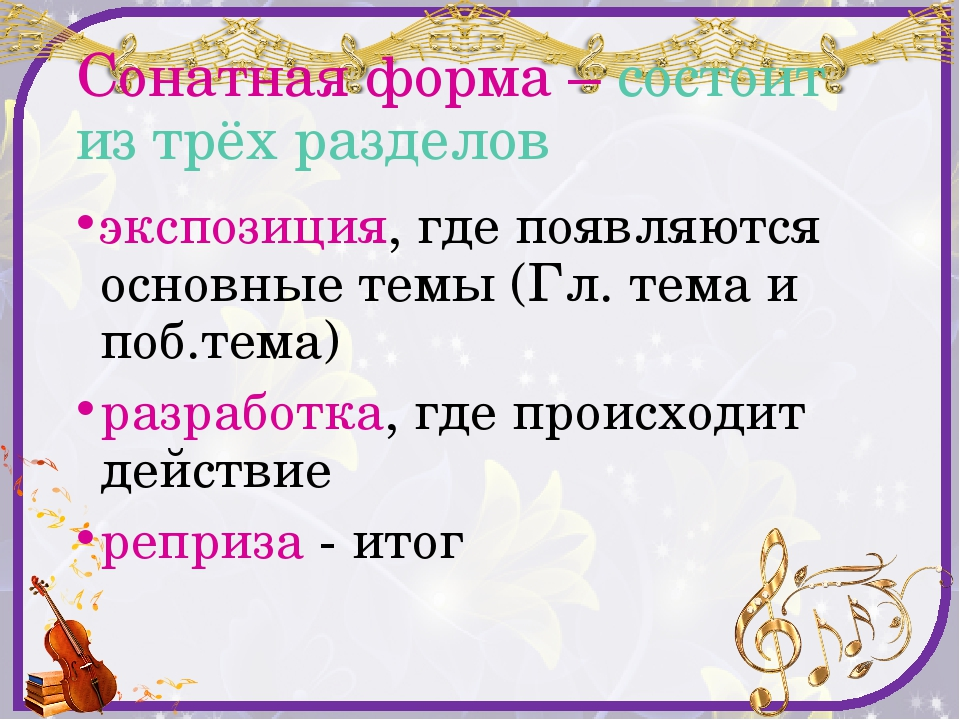 Сонатная форма – состоит
из трёх разделов
•экспозиция, где появляются
основные темы (Гл. тема и
поб.тема)
•разработка, где происходит
действие
•реприза - итог